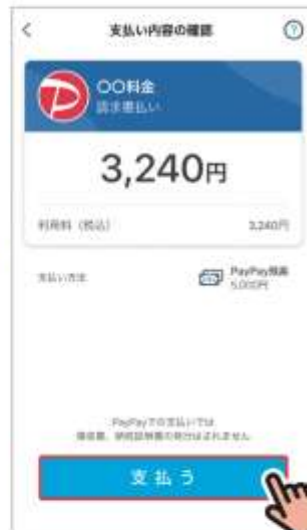 支払い内容の確認
〇〇料金
請求書払い
3,240円
利用料（税込） 3,240円
支払い方法 PayPay残高
5,000円
PayPayでの支払いでは
領収書、納税証明書の発行はされません
支払う